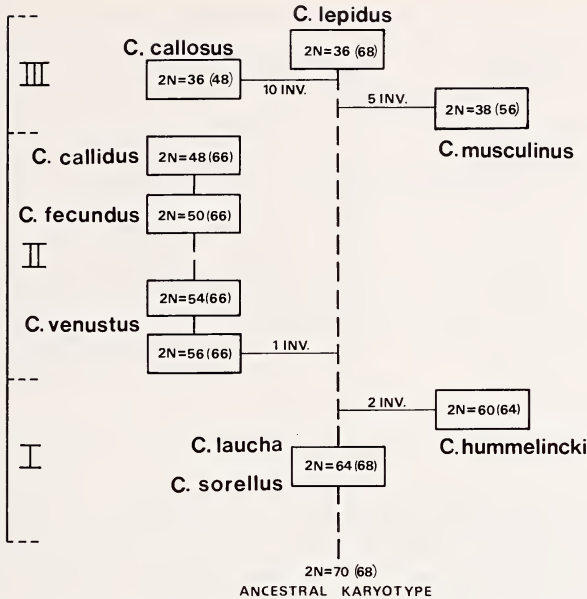 C. lepidus
2N=36 (68)
C. callosus
2N=36 (48)
10 INV.
5 INV.
2N=38 (56)
C. musculinus
III
C. callidus
2N=48 (66)
C. fecundus
2N=50 (66)
II
2N=54 (66)
C. venustus
2N=56 (66)
1 INV.
2 INV.
2N=60 (64)
C. hummelincki
I
C. laucha
C. sorellus
2N=64 (68)
2N=70 (68)
ANCESTRAL KARYOTYPE